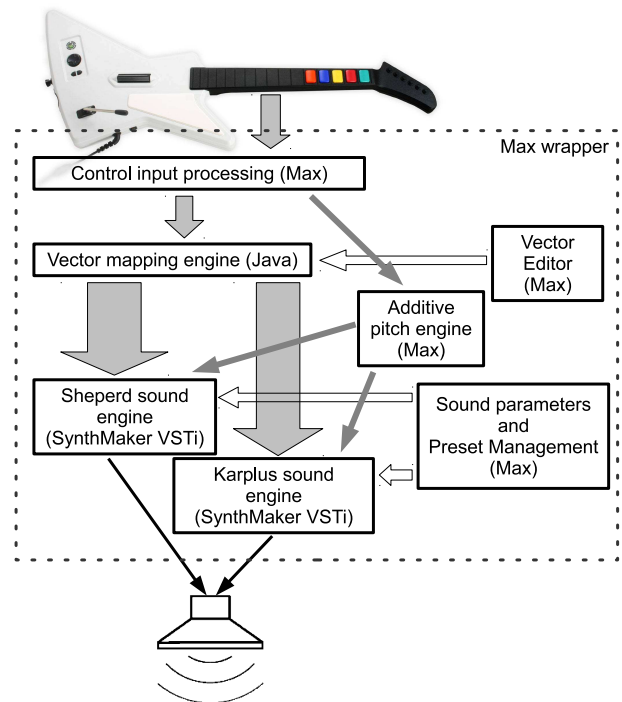 Max wrapper
Control input processing (Max)
Vector mapping engine (Java)
Vector
Editor
(Max)
Additive
pitch engine
(Max)
Sheperd sound
engine
(SynthMaker VSTi)
Sound parameters
and
Preset Management
(Max)
Karplus sound
engine
(SynthMaker VSTi)